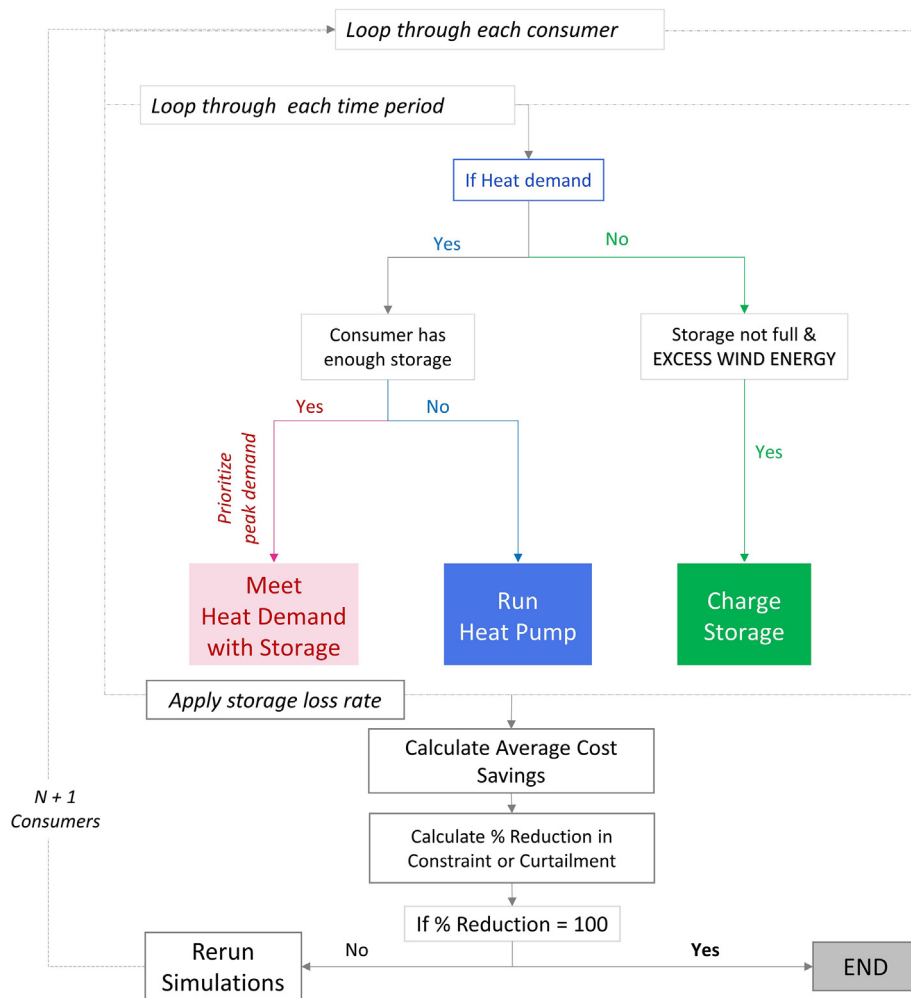 Loop through each consumer
Loop through  each time period
If Heat demand
Yes
No
Consumer has
enough storage
Storage not full &
EXCESS WIND ENERGY
Yes
No
Prioritize
peak demand
Yes
Meet
Heat Demand
with Storage
Run
Heat Pump
Charge
Storage
Apply storage loss rate
Calculate Average Cost
Savings
N + 1
Consumers
Calculate % Reduction in
Constraint or Curtailment
If % Reduction = 100
No
Yes
Rerun
Simulations
END